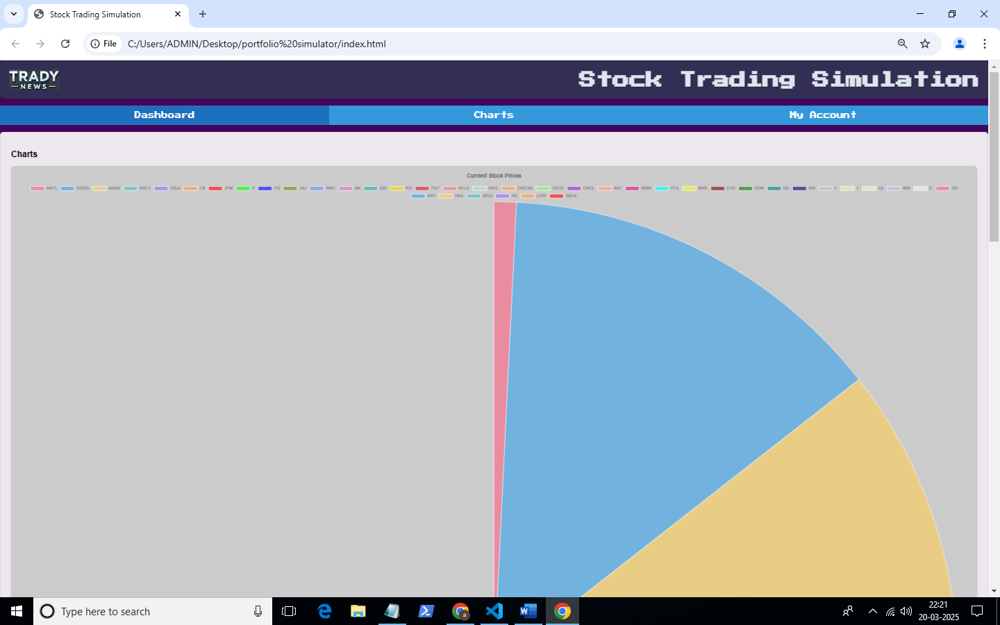 Stock Trading Simulation
File C:/Users/ADMIN/Desktop/portfolio%20simulator/index.html
TRADY
NEWS
Stock Trading Simulation
Dashboard Charts My Account
Charts
Current Stock Prices
AAPL GOOG AMZN MSFT TSLA FB JPM V PG JNJ WMT BA DIS KO PEP NFLX INTC CMCSA CSCO ORCL ABT MMM PFE MRK CVX XOM GE GM F T VZ IBM C GS
AXP NKE MCD HD LOW SBUX
Type here to search
a
22:21
20-03-2025